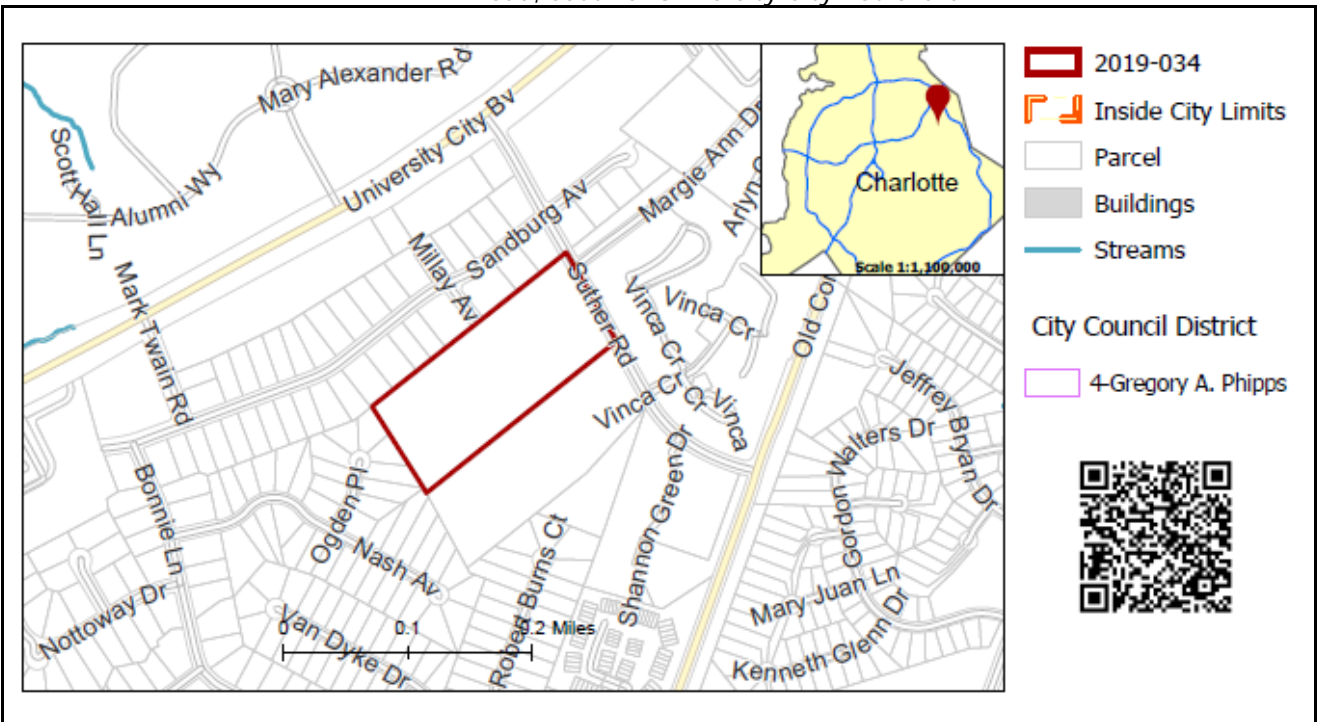 Mary Alexander Rd
University City Bv
Scott Hall Ln
Alumni Wy
Mark Twain Rd
Millay Av
Sandburg Av
Margie Ann Dr
Arlyn
Suther Rd
Vinca Cr
Vinca Cr
Vinca Cr
Cr
Vinca
Old
Bonnie Ln
Ogden Pl
Nash Av
Nottoway Dr
Van Dyke Dr
Robert Burns Ct
Shannon Green Dr
Jeffrey Bryan Dr
Gordon Walters Dr
Mary Juan Ln
Kenneth Glenn Dr
0 0.1 0.2 Miles
Charlotte
Scale 1:1,100,000
2019-034
Inside City Limits
Parcel
Buildings
Streams
City Council District
4-Gregory A. Phipps